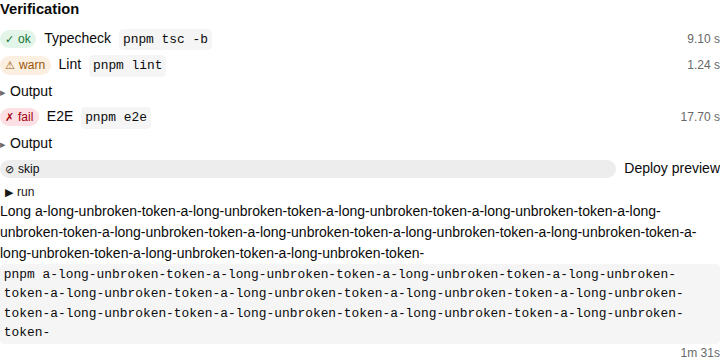 Verification
✓ ok Typecheck pnpm tsc -b 9.10 s
⚠ warn Lint pnpm lint 1.24 s
▸ Output
✗ fail E2E pnpm e2e 17.70 s
▸ Output
⊘ skip Deploy preview
▶ run
Long a-long-unbroken-token-a-long-unbroken-token-a-long-unbroken-token-a-long-unbroken-token-a-long-
unbroken-token-a-long-unbroken-token-a-long-unbroken-token-a-long-unbroken-token-a-long-unbroken-token-a-
long-unbroken-token-a-long-unbroken-token-a-long-unbroken-token-
pnpm a-long-unbroken-token-a-long-unbroken-token-a-long-unbroken-token-a-long-unbroken-
token-a-long-unbroken-token-a-long-unbroken-token-a-long-unbroken-token-a-long-unbroken-
token-a-long-unbroken-token-a-long-unbroken-token-a-long-unbroken-token-a-long-unbroken-
token-
1m 31s